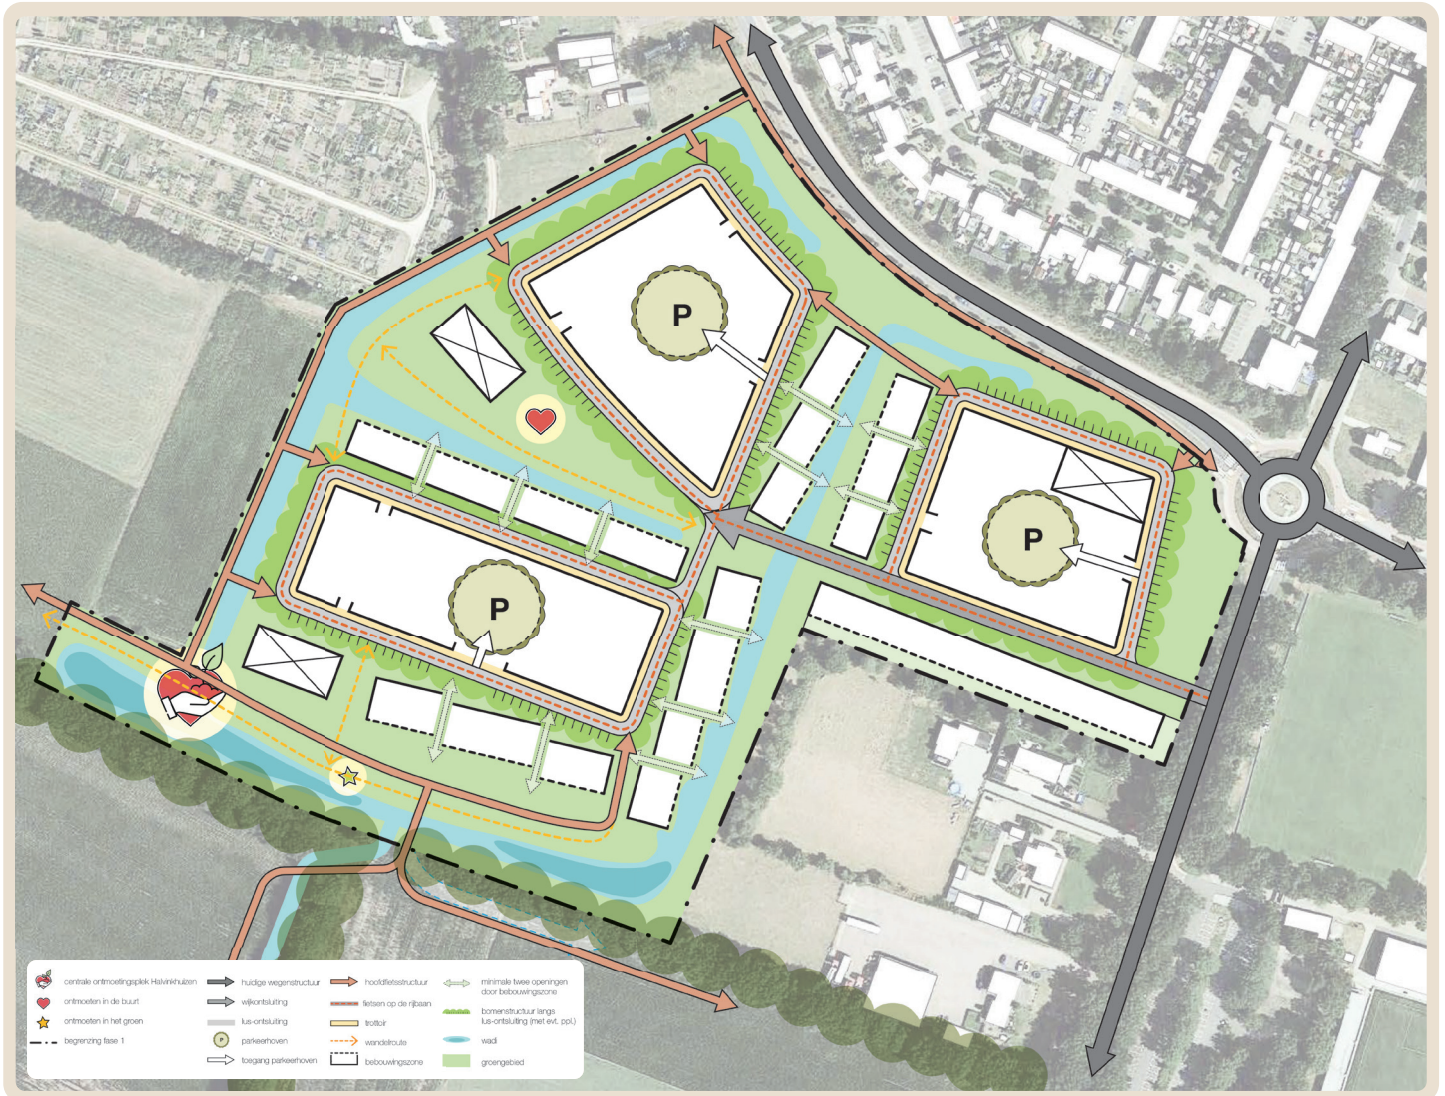 P
P
P
centrale ontmoetingsplek Halvinkhuizen
ontmoeten in de buurt
ontmoeten in het groen
begrenzing fase 1
huidige wegenstructuur
wijkontsluiting
lus-ontsluiting
P
parkeerhoven
toegang parkeerhoven
hoofdfietsstructuur
fietsen op de rijbaan
trottoir
wandelroute
bebouwingszone
minimale twee openingen
door bebouwingszone
bomenstructuur langs
lus-ontsluiting (met evt. ppl.)
wadi
groengebied